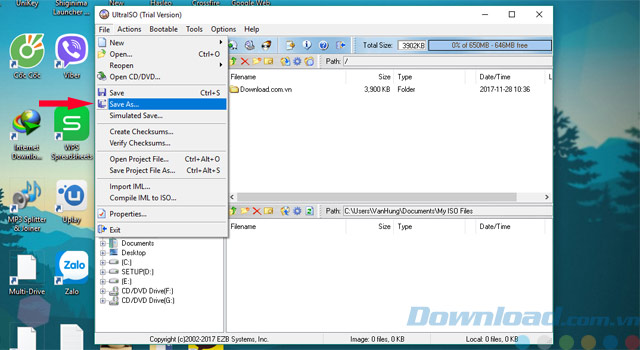 UniKey
Shiginima
Launcher ...
Hasleo
Crossfire
Google Web
UltraISO (Trial Version)
File Actions Bootable Tools Options Help
Total Size: 3902KB 0% of 650MB - 646MB free
New
Open... Ctrl+O
Reopen
Open CD/DVD...
Save Ctrl+S
Save As...
Simulated Save...
Create Checksums...
Verify Checksums...
Open Project File... Ctrl+Alt+O
Save Project File As... Ctrl+Alt+S
Import IML...
Compile IML to ISO...
Properties...
Exit
Path: /
Filename Size Type Date/Time
Download.com.vn 3,900 KB Folder 2017-11-28 10:36
Path: C:\Users\VanHung\Documents\My ISO Files
Filename Size Type Date/Time
Documents
Desktop
(C:)
SETUP(D:)
(E:)
CD/DVD Drive(F:)
CD/DVD Drive(G:)
Copyright (c)2002-2017 EZB Systems, Inc. Image: 0 files, 0 KB Local: 0 files, 0 KB
Cốc Cốc
Viber
Internet
Downloa...
WPS
Spreadsheets
MP3 Splitter
& Joiner
Uplay
Zalo
Multi-Drive
Zalo
Download.com.vn